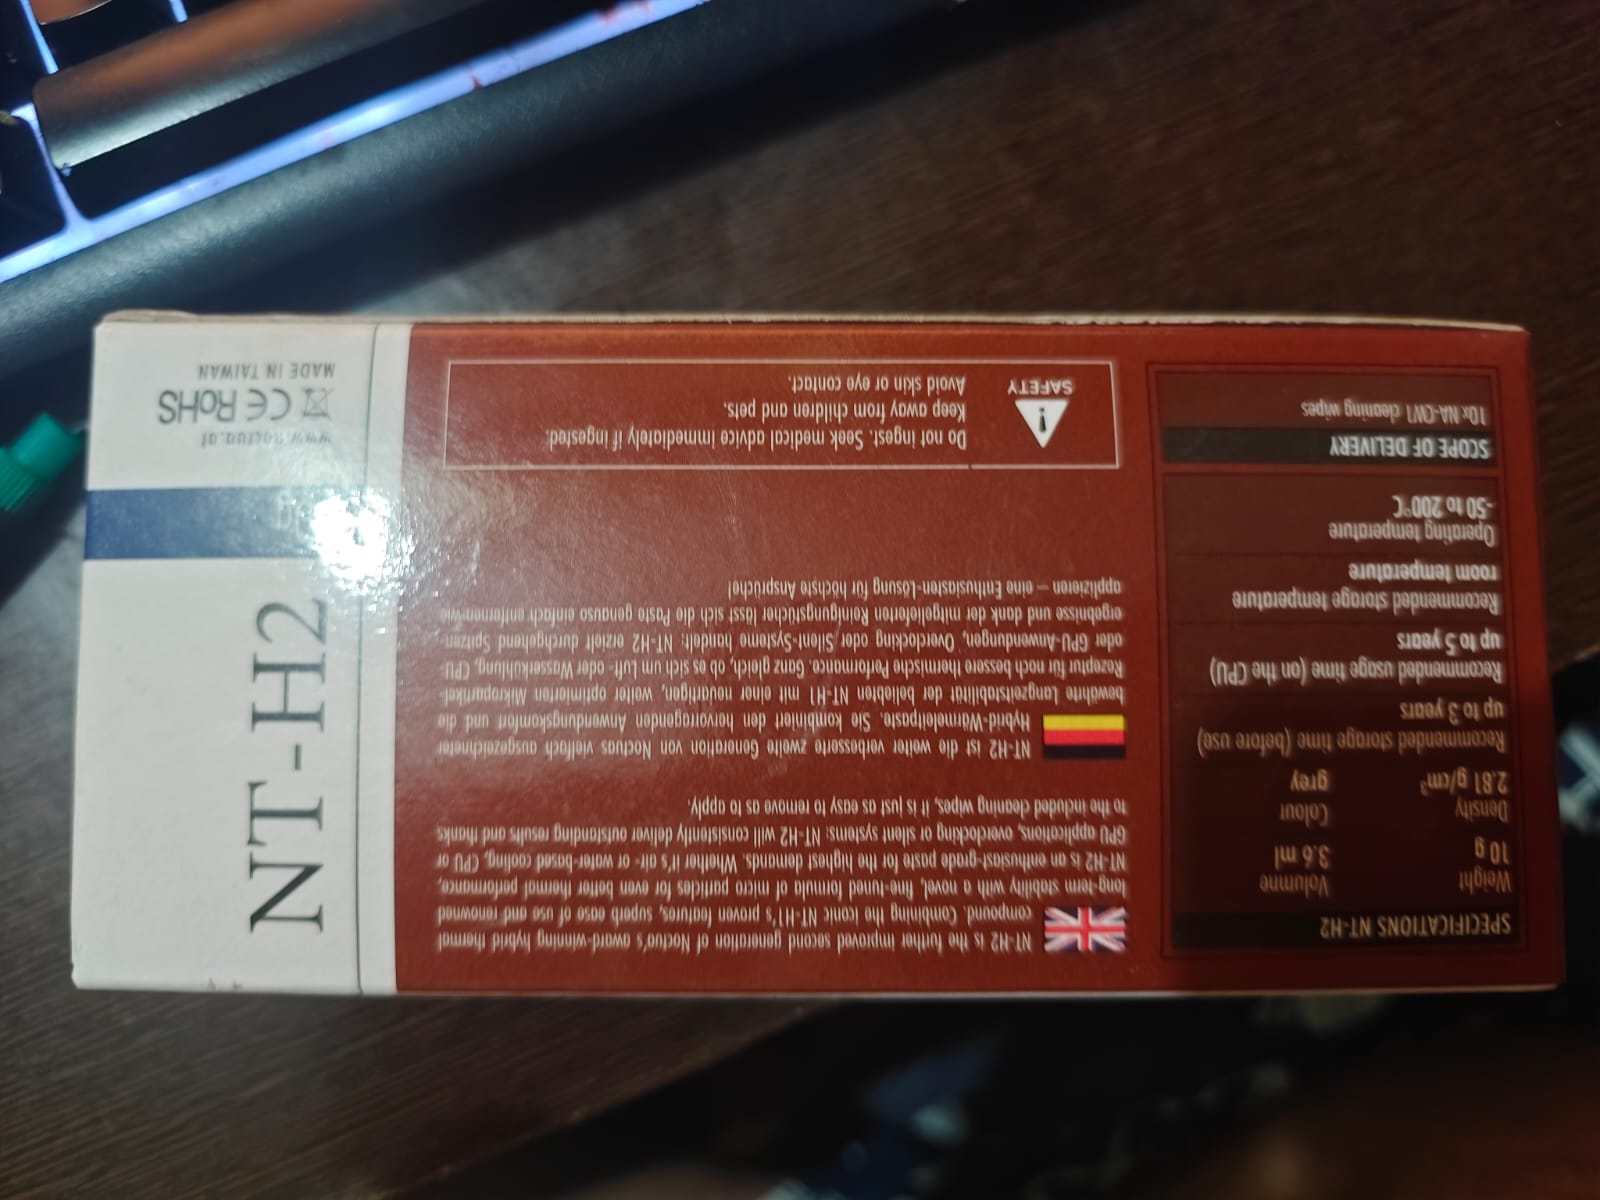 SPECIFICATIONS NT-H2
Weight Volumne
10 g 3.6 ml
Density Colour
2.81 g/cm³ grey
Recommended storage time (before use)
up to 3 years
Recommended usage time (on the CPU)
up to 5 years
Recommended storage temperature
room temperature
Operating temperature
-50 to 200°C
SCOPE OF DELIVERY
10x NA-CW1 cleaning wipes
NT-H2 is the further improved second generation of Noctua's award-winning hybrid thermal
compound. Combining the iconic NT-H1's proven features, superb ease of use and renowned
long-term stability with a novel, fine-tuned formula of micro particles for even better thermal performance,
NT-H2 is an enthusiast-grade paste for the highest demands. Whether it's air- or water-based cooling, CPU or
GPU applications, overclocking or silent systems: NT-H2 will consistently deliver outstanding results and thanks
to the included cleaning wipes, it is just as easy to remove as to apply.
NT-H2 ist die weiter verbesserte zweite Generation von Noctuas vielfach ausgezeichneter
Hybrid-Wärmeleitpaste. Sie kombiniert den hervorragenden Anwendungskomfort und die
bewährte Langzeitstabilität der beliebten NT-H1 mit einer neuartigen, weiter optimierten Mikropartikel-
Rezeptur für noch bessere thermische Performance. Ganz gleich, ob es sich um Luft- oder Wasserkühlung, CPU
oder GPU-Anwendungen, Overclocking oder Silent-Systeme handelt: NT-H2 erzielt durchgehend Spitzen
ergebnisse und dank der mitgelieferten Reinigungstücher lässt sich die Paste genauso einfach entfernen wie
applizieren – eine Enthusiasten-Lösung für höchste Ansprüche!
SAFETY
Do not ingest. Seek medical advice immediately if ingested.
Keep away from children and pets.
Avoid skin or eye contact.
NT-H2
www.noctua.at
CE RoHS
MADE IN TAIWAN